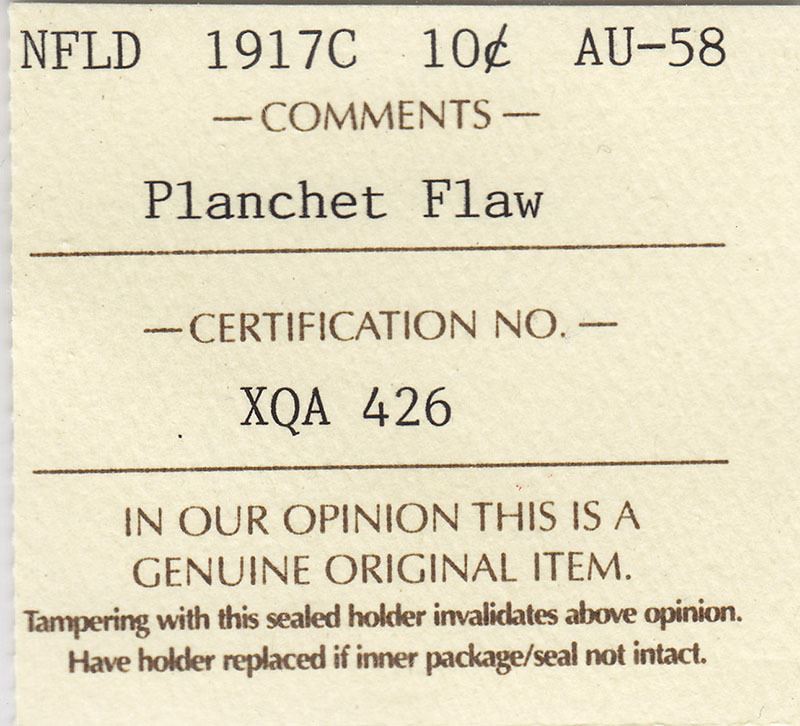 NFLD 1917C 10¢ AU-58
—COMMENTS—
Planchet Flaw
—CERTIFICATION NO.—
XQA 426
IN OUR OPINION THIS IS A
GENUINE ORIGINAL ITEM.
Tampering with this sealed holder invalidates above opinion.
Have holder replaced if inner package/seal not intact.